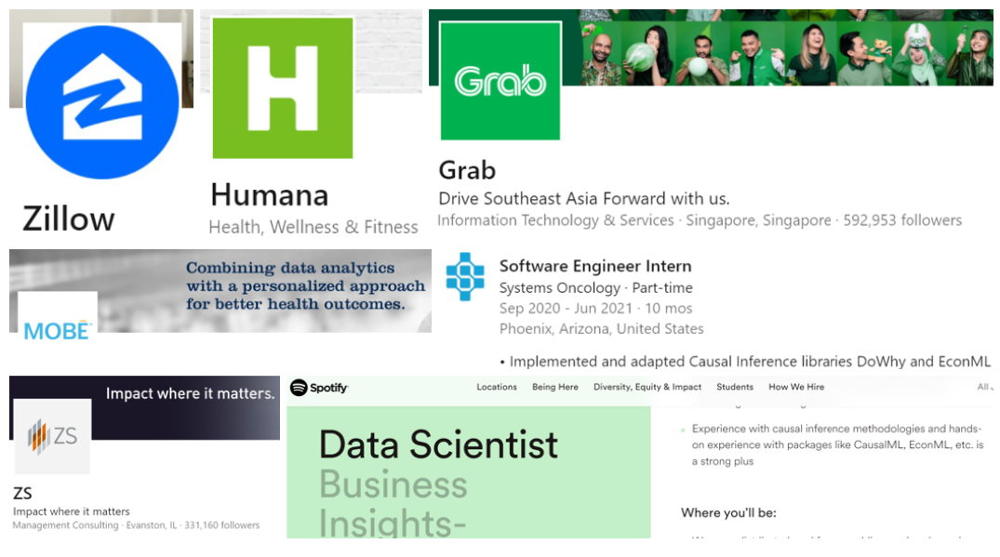 Zillow
H
Humana
Health, Wellness & Fitness
Grab
Grab
Grab
Drive Southeast Asia Forward with us.
Information Technology & Services · Singapore, Singapore · 592,953 followers
Combining data analytics
with a personalized approach
for better health outcomes.
MOBĒ
Software Engineer Intern
Systems Oncology · Part-time
Sep 2020 - Jun 2021 · 10 mos
Phoenix, Arizona, United States
• Implemented and adapted Causal Inference libraries DoWhy and EconML
Impact where it matters.
ZS
ZS
Impact where it matters
Management Consulting · Evanston, IL · 331,160 followers
Spotify
Locations Being Here Diversity, Equity & Impact Students How We Hire All
Data Scientist
Business
Insights-
Experience with causal inference methodologies and hands-
on experience with packages like CausalML, EconML, etc. is
a strong plus
Where you'll be: